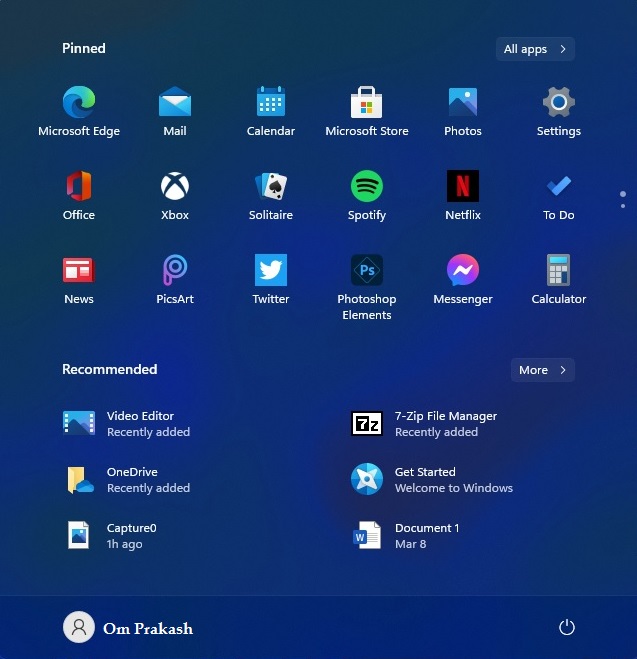 Pinned
All apps
Microsoft Edge
Mail
Calendar
Microsoft Store
Photos
Settings
Office
Xbox
Solitaire
Spotify
Netflix
To Do
News
PicsArt
Twitter
Ps
Photoshop
Elements
Messenger
Calculator
Recommended
More
Video Editor
Recently added
7z
7-Zip File Manager
Recently added
OneDrive
Recently added
Get Started
Welcome to Windows
Capture0
1h ago
W
Document 1
Mar 8
Om Prakash